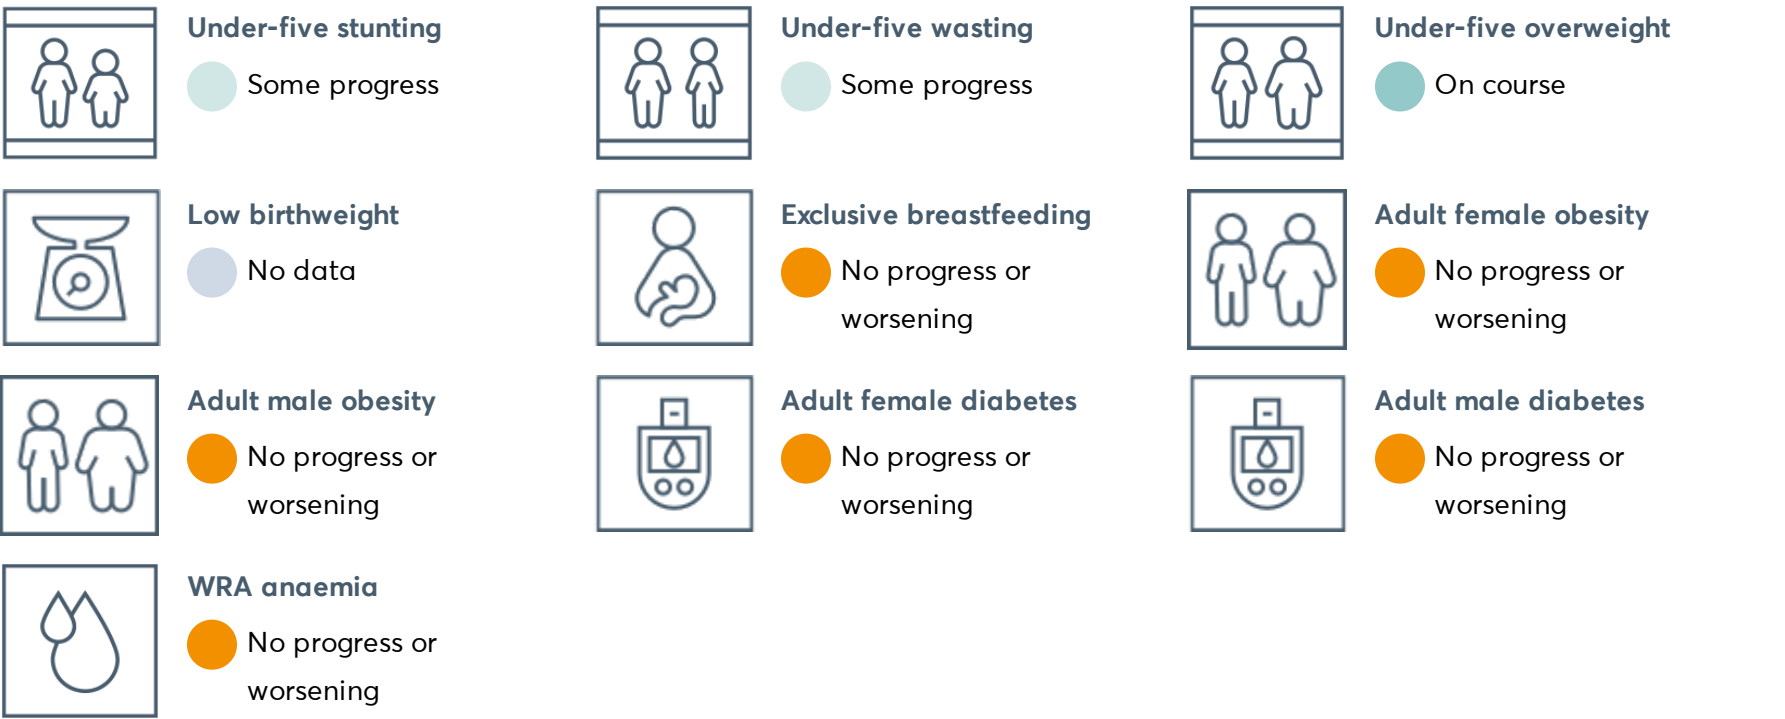 Under-five stunting
Some progress
Under-five wasting
Some progress
Under-five overweight
On course
Low birthweight
No data
Exclusive breastfeeding
No progress or
worsening
Adult female obesity
No progress or
worsening
Adult male obesity
No progress or
worsening
Adult female diabetes
No progress or
worsening
Adult male diabetes
No progress or
worsening
WRA anaemia
No progress or
worsening